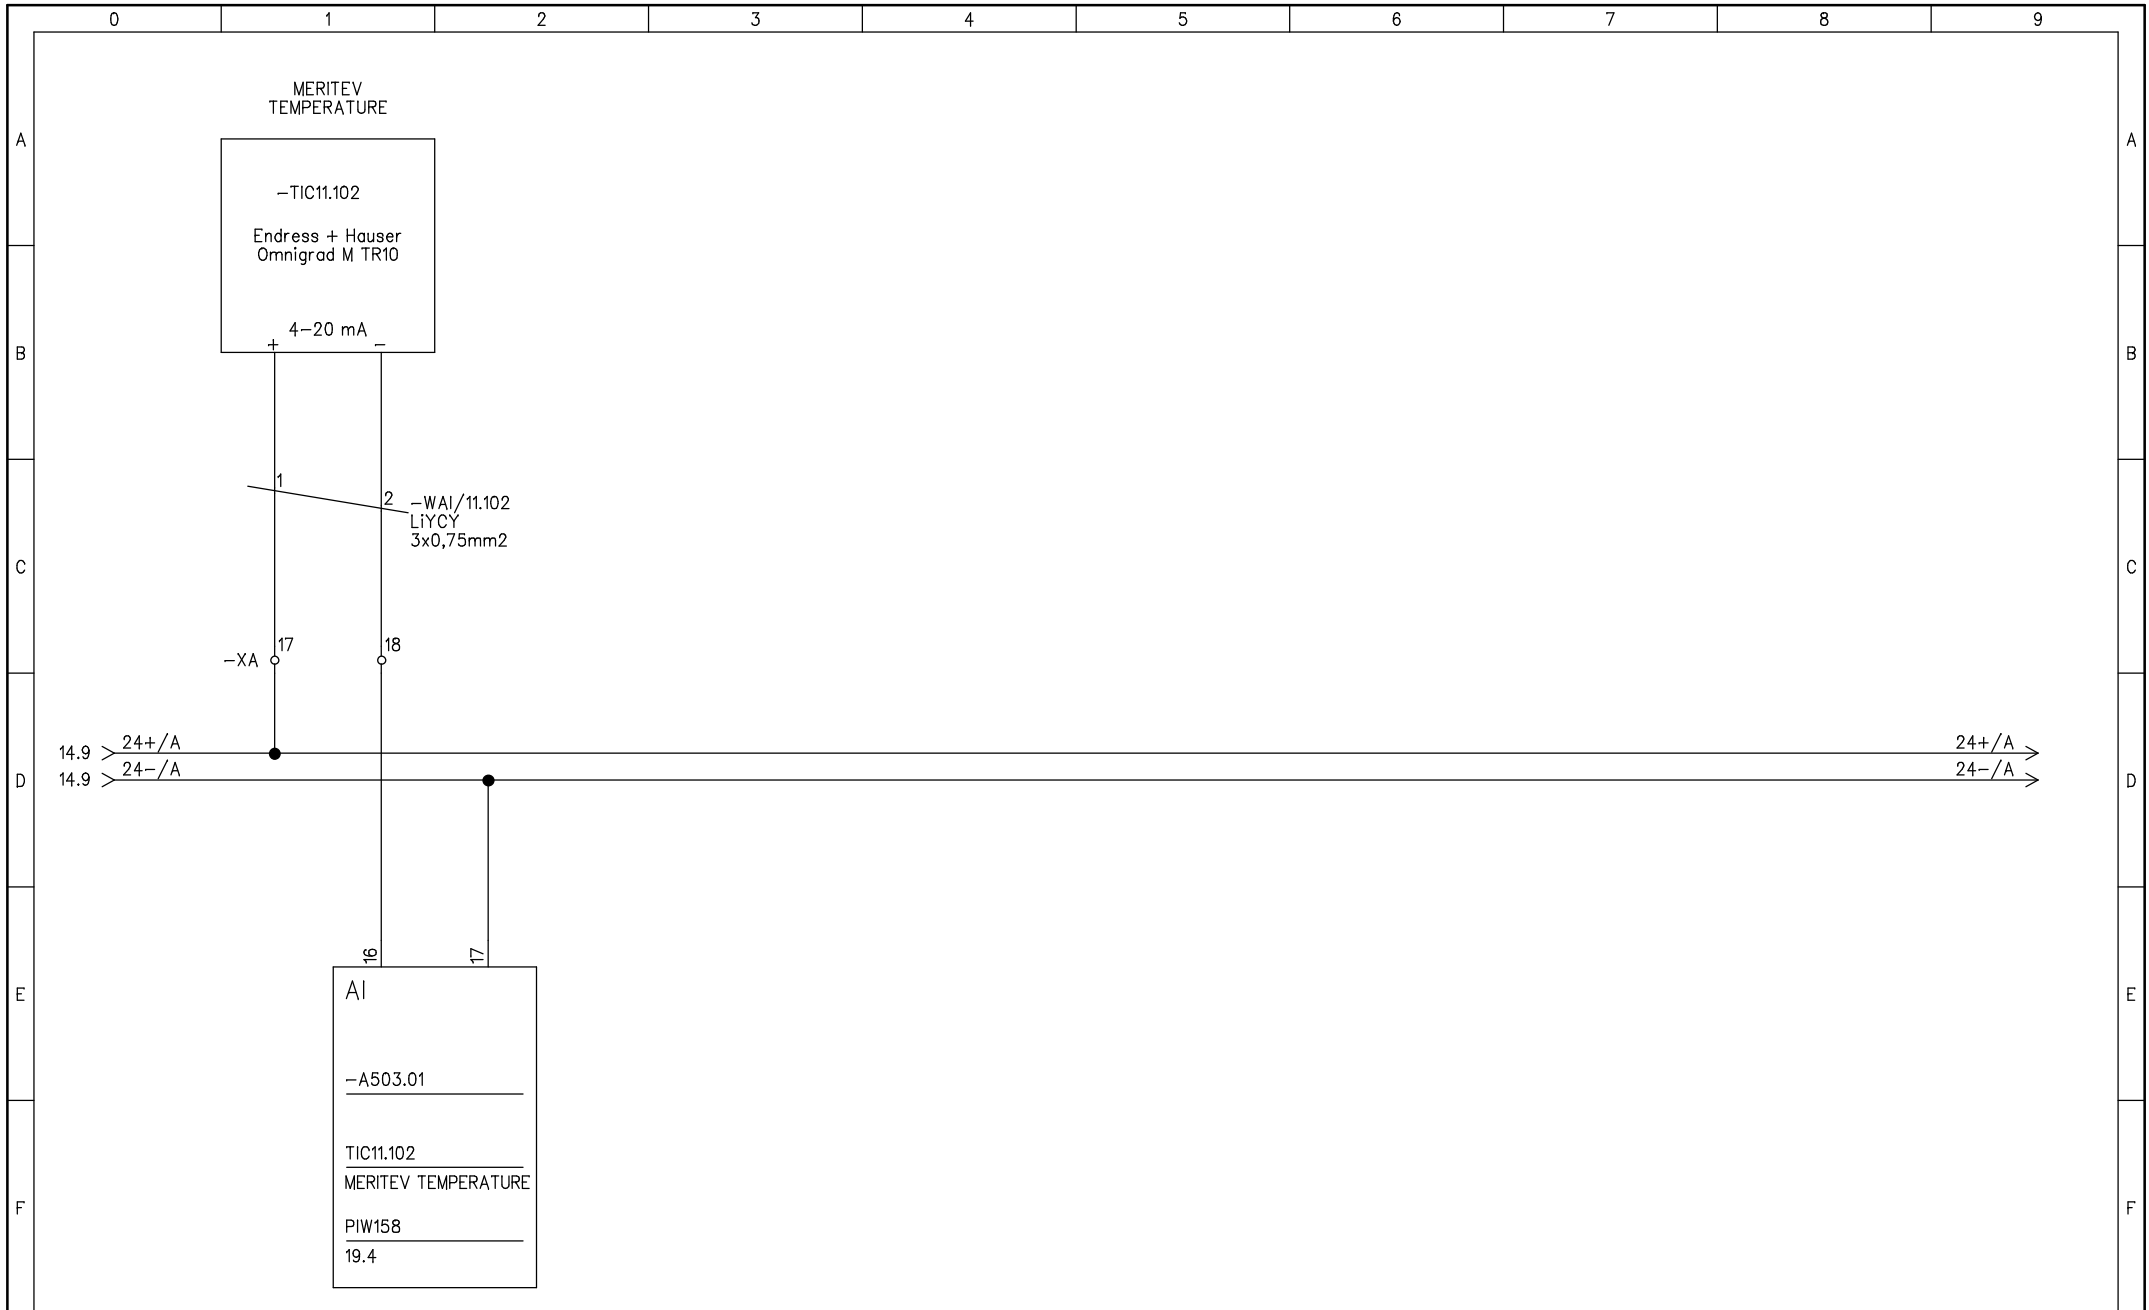 0 1 2 3 4 5 6 7 8 9
MERITEV
TEMPERATURE
A A
-TIC11.102
Endress + Hauser
Omnigrad M TR10
4-20 mA
+ -
B B
1
2 -WAI/11.102
LiYCY
3x0,75mm2
C C
17 18
-XA
14.9 24+/A 24+/A
14.9 24-/A 24-/A
D D
16 17
AI
E E
-A503.01
TIC11.102
MERITEV TEMPERATURE
F F
PIW158
19.4